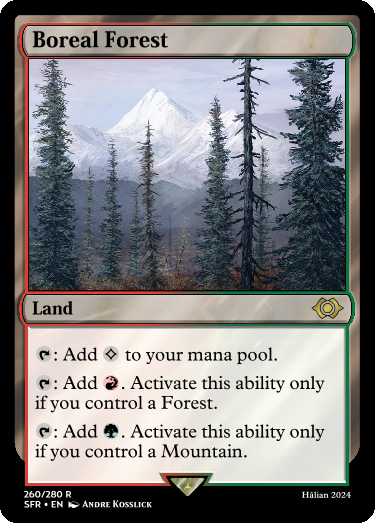 Boreal Forest
Land
: Add to your mana pool.
: Add . Activate this ability only
if you control a Forest.
: Add . Activate this ability only
if you control a Mountain.
260/280 R
SFR • EN Andre Kosslick
Hālian 2024